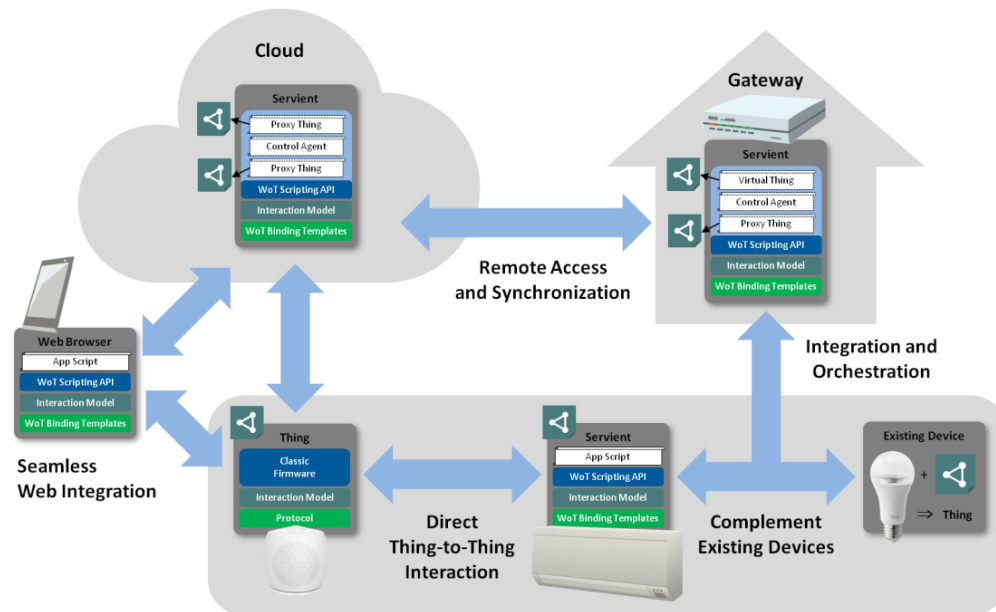 Cloud
Servient
Proxy Thing
Control Agent
Proxy Thing
WoT Scripting API
Interaction Model
WoT Binding Templates
Gateway
Servient
Virtual Thing
Control Agent
Proxy Thing
WoT Scripting API
Interaction Model
WoT Binding Templates
Remote Access
and Synchronization
Web Browser
App Script
WoT Scripting API
Interaction Model
WoT Binding Templates
Integration and
Orchestration
Seamless
Web Integration
Thing
Classic
Firmware
Interaction Model
Protocol
Direct
Thing-to-Thing
Interaction
Servient
App Script
WoT Scripting API
Interaction Model
WoT Binding Templates
Complement
Existing Devices
Existing Device
+
⇒ Thing